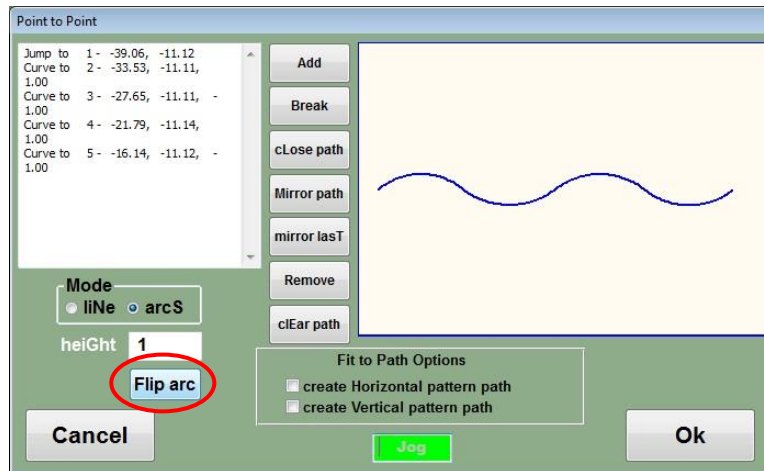 Point to Point
Jump to 1 - -39.06, -11.12
Curve to 2 - -33.53, -11.11,
1.00
Curve to 3 - -27.65, -11.11, -
1.00
Curve to 4 - -21.79, -11.14,
1.00
Curve to 5 - -16.14, -11.12, -
1.00
Add
Break
cLose path
Mirror path
mirror lasT
Remove
clEar path
Mode
liNe arcS
heiGht 1
Flip arc
Fit to Path Options
create Horizontal pattern path
create Vertical pattern path
Cancel
Jog
Ok